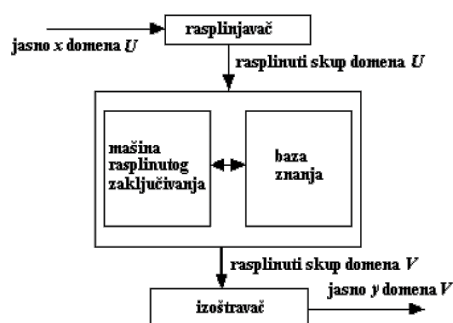 rasplinjavač
jasno x domena U
rasplinuti skup domena U
mašina
rasplinutog
zaključivanja
baza
znanja
rasplinuti skup domena V
jasno y domena V
izoštravač